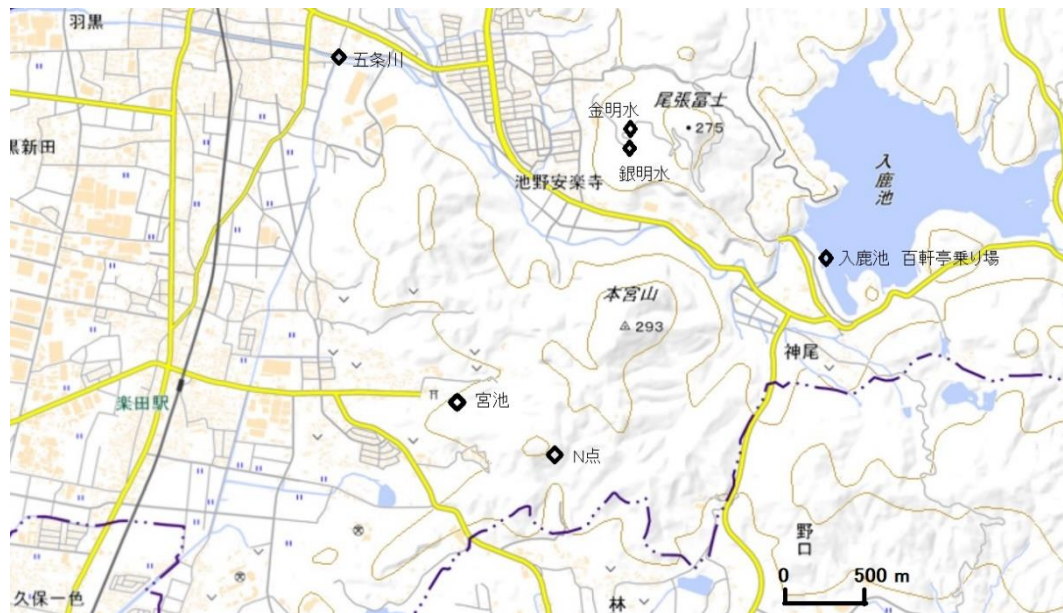 羽黒
五条川
金明水
尾張冨士
275
黒新田
銀明水
池野安楽寺
入鹿池
入鹿池 百軒亭乗り場
本宮山
293
神尾
楽田駅
宮池
N点
野口
0 500 m
久保一色
林